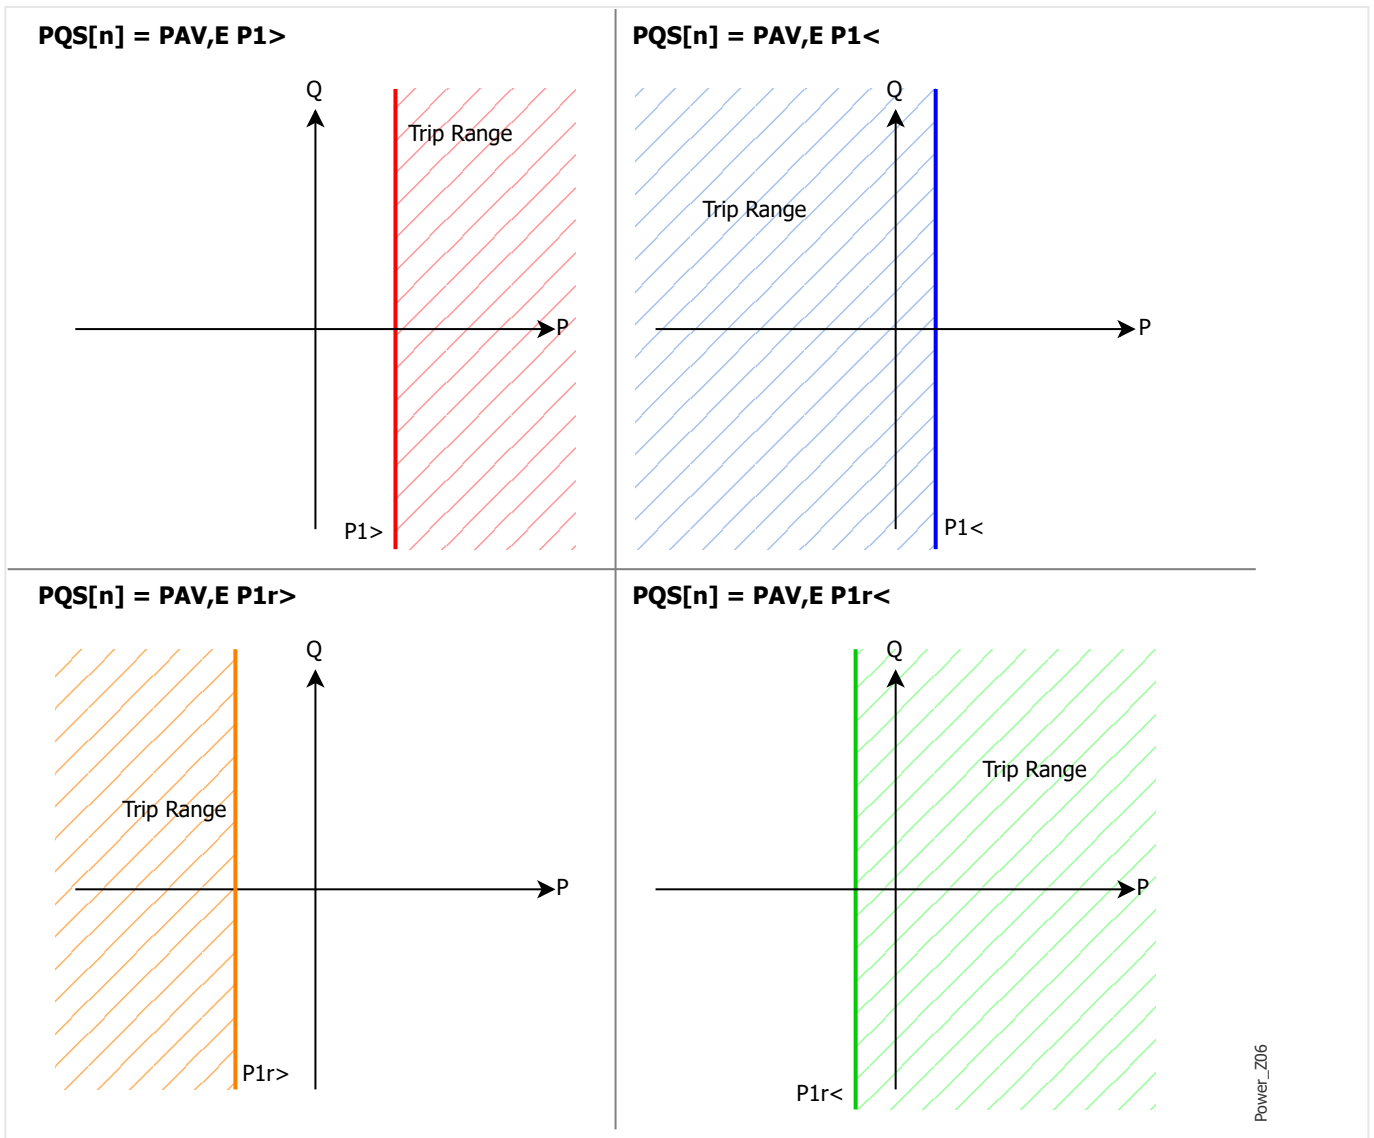 PQS[n] = PAV,E P1>
Q
Trip Range
P
P1>
PQS[n] = PAV,E P1<
Q
Trip Range
P
P1<
PQS[n] = PAV,E P1r>
Q
Trip Range
P
P1r>
PQS[n] = PAV,E P1r<
Q
Trip Range
P
P1r<
Power_Z06